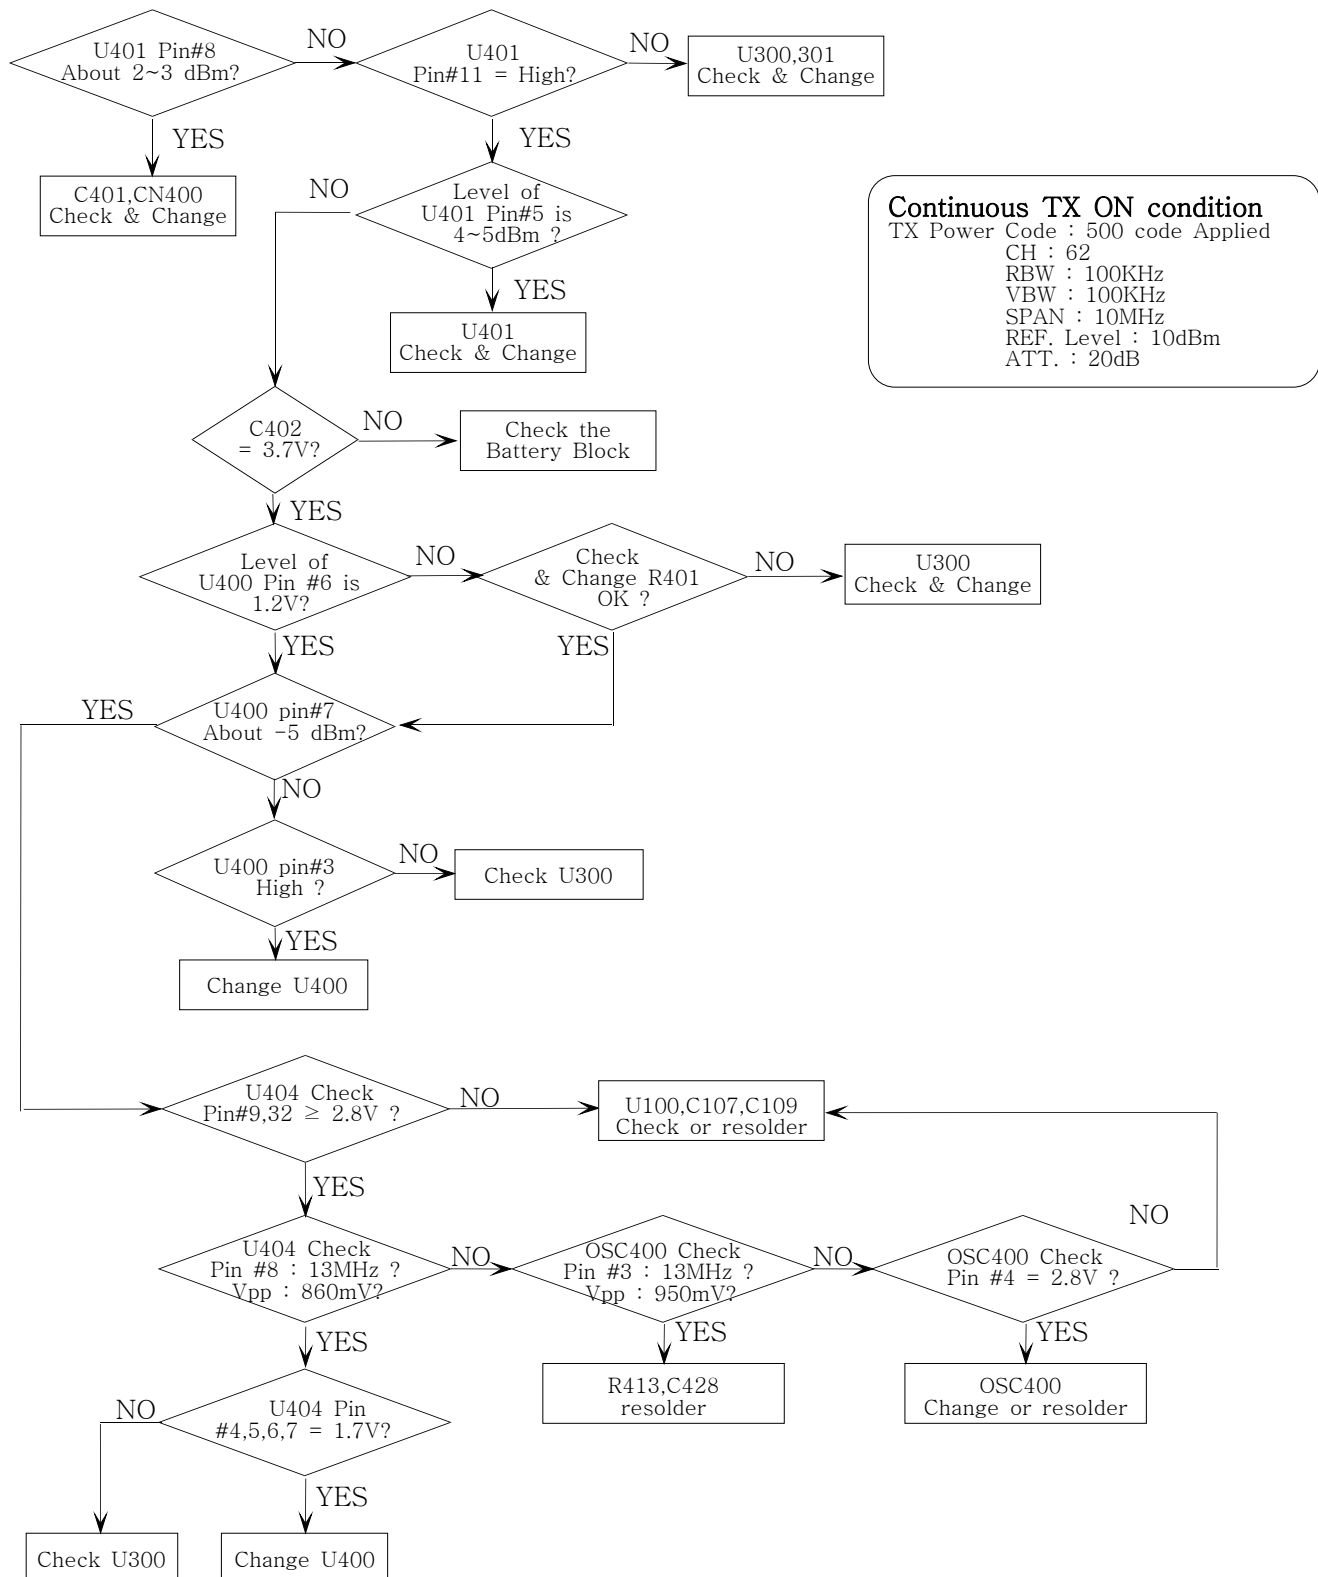 U401 Pin#8
About 2~3 dBm?
NO
U401
Pin#11 = High?
NO
U300,301
Check & Change
YES
C401,CN400
Check & Change
YES
NO
Level of
U401 Pin#5 is
4~5dBm ?
YES
U401
Check & Change
Continuous TX ON condition
TX Power Code : 500 code Applied
CH : 62
RBW : 100KHz
VBW : 100KHz
SPAN : 10MHz
REF. Level : 10dBm
ATT. : 20dB
C402
= 3.7V?
NO
Check the
Battery Block
YES
Level of
U400 Pin #6 is
1.2V?
NO
Check
& Change R401
OK ?
NO
U300
Check & Change
YES
YES
YES
U400 pin#7
About -5 dBm?
NO
U400 pin#3
High ?
NO
Check U300
YES
Change U400
U404 Check
Pin#9,32 ≥ 2.8V ?
NO
U100,C107,C109
Check or resolder
YES
U404 Check
Pin #8 : 13MHz ?
Vpp : 860mV?
NO
OSC400 Check
Pin #3 : 13MHz ?
Vpp : 950mV?
NO
OSC400 Check
Pin #4 = 2.8V ?
NO
YES
YES
R413,C428
resolder
YES
OSC400
Change or resolder
NO
U404 Pin
#4,5,6,7 = 1.7V?
YES
Check U300
Change U400